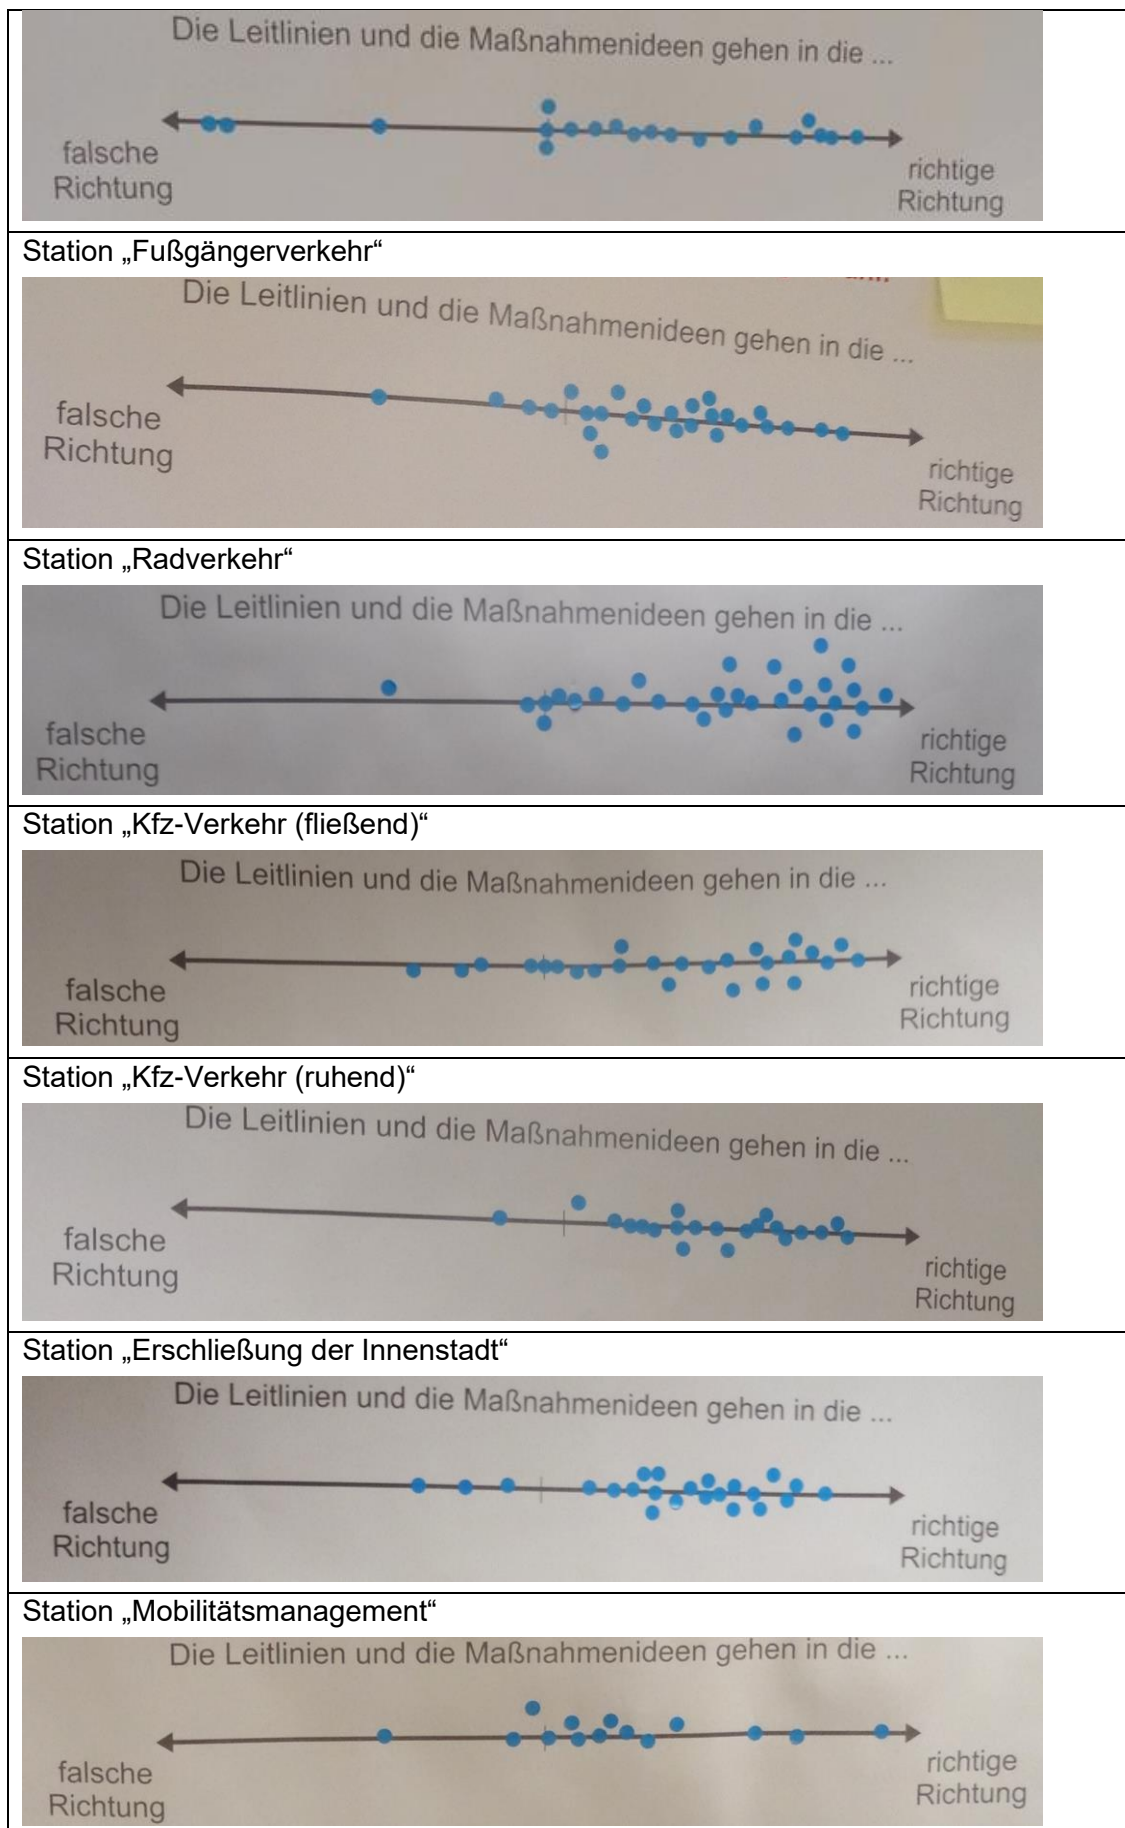 Die Leitlinien und die Maßnahmenideen gehen in die ...
falsche
Richtung
richtige
Richtung
Station „Fußgängerverkehr“
Die Leitlinien und die Maßnahmenideen gehen in die ...
falsche
Richtung
richtige
Richtung
Station „Radverkehr“
Die Leitlinien und die Maßnahmenideen gehen in die ...
falsche
Richtung
richtige
Richtung
Station „Kfz-Verkehr (fließend)“
Die Leitlinien und die Maßnahmenideen gehen in die ...
falsche
Richtung
richtige
Richtung
Station „Kfz-Verkehr (ruhend)“
Die Leitlinien und die Maßnahmenideen gehen in die ...
falsche
Richtung
richtige
Richtung
Station „Erschließung der Innenstadt“
Die Leitlinien und die Maßnahmenideen gehen in die ...
falsche
Richtung
richtige
Richtung
Station „Mobilitätsmanagement“
Die Leitlinien und die Maßnahmenideen gehen in die ...
falsche
Richtung
richtige
Richtung